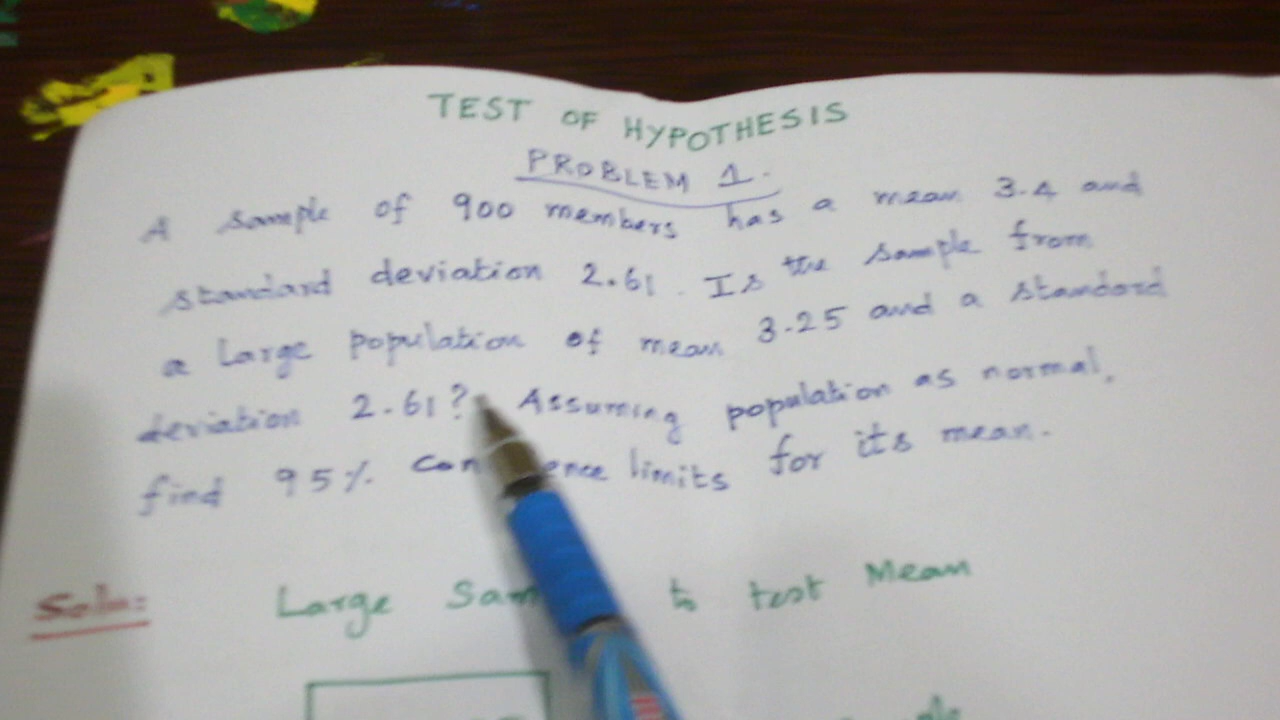 TEST OF HYPOTHESIS
PROBLEM 1.
A sample of 900 members has a mean 3.4 and
standard deviation 2.61. Is the sample from
a large population of mean 3.25 and a standard
deviation 2.61? Assuming population as normal,
find 95% limits for its mean.
Soln: Large to test Mean